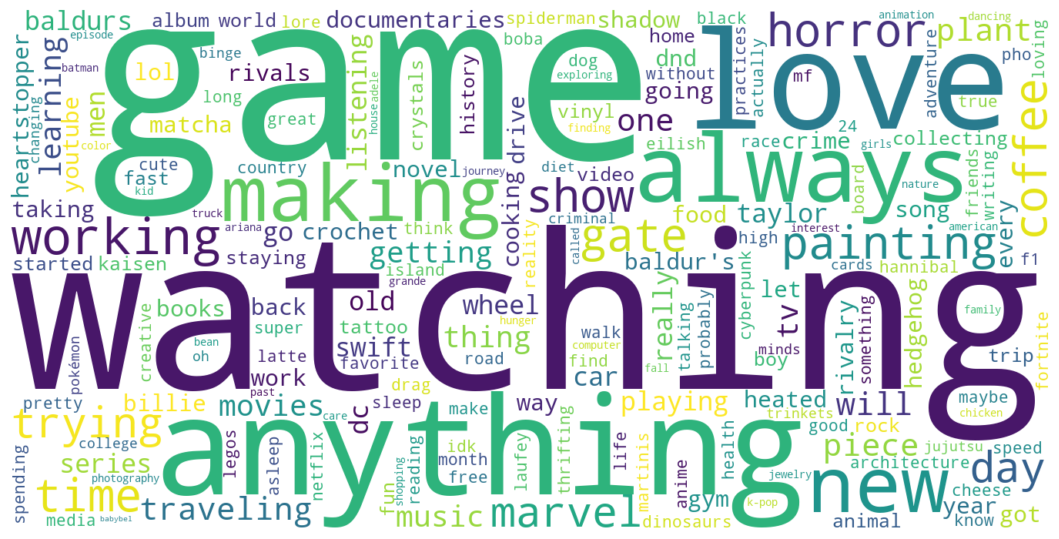 baldurs
album
world
lore
documentaries
spiderman
shadow
black
horror
animation
dancing
plant
episode
game
love
batman
binge
boba
home
dnd
practices
actually
adventure
pho
loving
lol
rivals
listening
crystals
history
dog
exploring
without
going
mf
true
heartstopper
changing
learning
youtube
men
long
great
house
adele
vinyl
finding
one
coffee
color
matcha
always
race
crime
24
girls
collecting
cute
fast
kid
country
making
novel
journey
cooking
drive
diet
video
show
eilish
board
nature
friends
writing
taking
truck
ariana
go
crochet
think
criminal
called
food
taylor
song
american
every
working
staying
getting
gate
high
interest
painting
started
kaisen
island
grande
reality
baldur's
cards
hannibal
f1
watching
books
back
old
wheel
hunger
computer
walk
find
really
talking
probably
cyberpunk
let
tv
minds
something
boy
rivalry
hedgehog
family
trip
fortnite
pokémon
creative
bean
oh
super
latte
work
past
tattoo
favorite
swift
thing
road
fall
car
maybe
chicken
pretty
trying
billie
movies
drag
sleep
dc
care
make
way
playing
heated
trinkets
will
good
rock
college
anything
idk
piece
jujutsu
speed
spending
series
photography
legos
asleep
netflix
fun
shopping
reading
month
free
laufey
thrifting
life
martinis
anime
health
gym
jewelry
k-pop
new
architecture
day
cheese
year
time
media
babybel
traveling
music
marvel
dinosaurs
animal
know
got